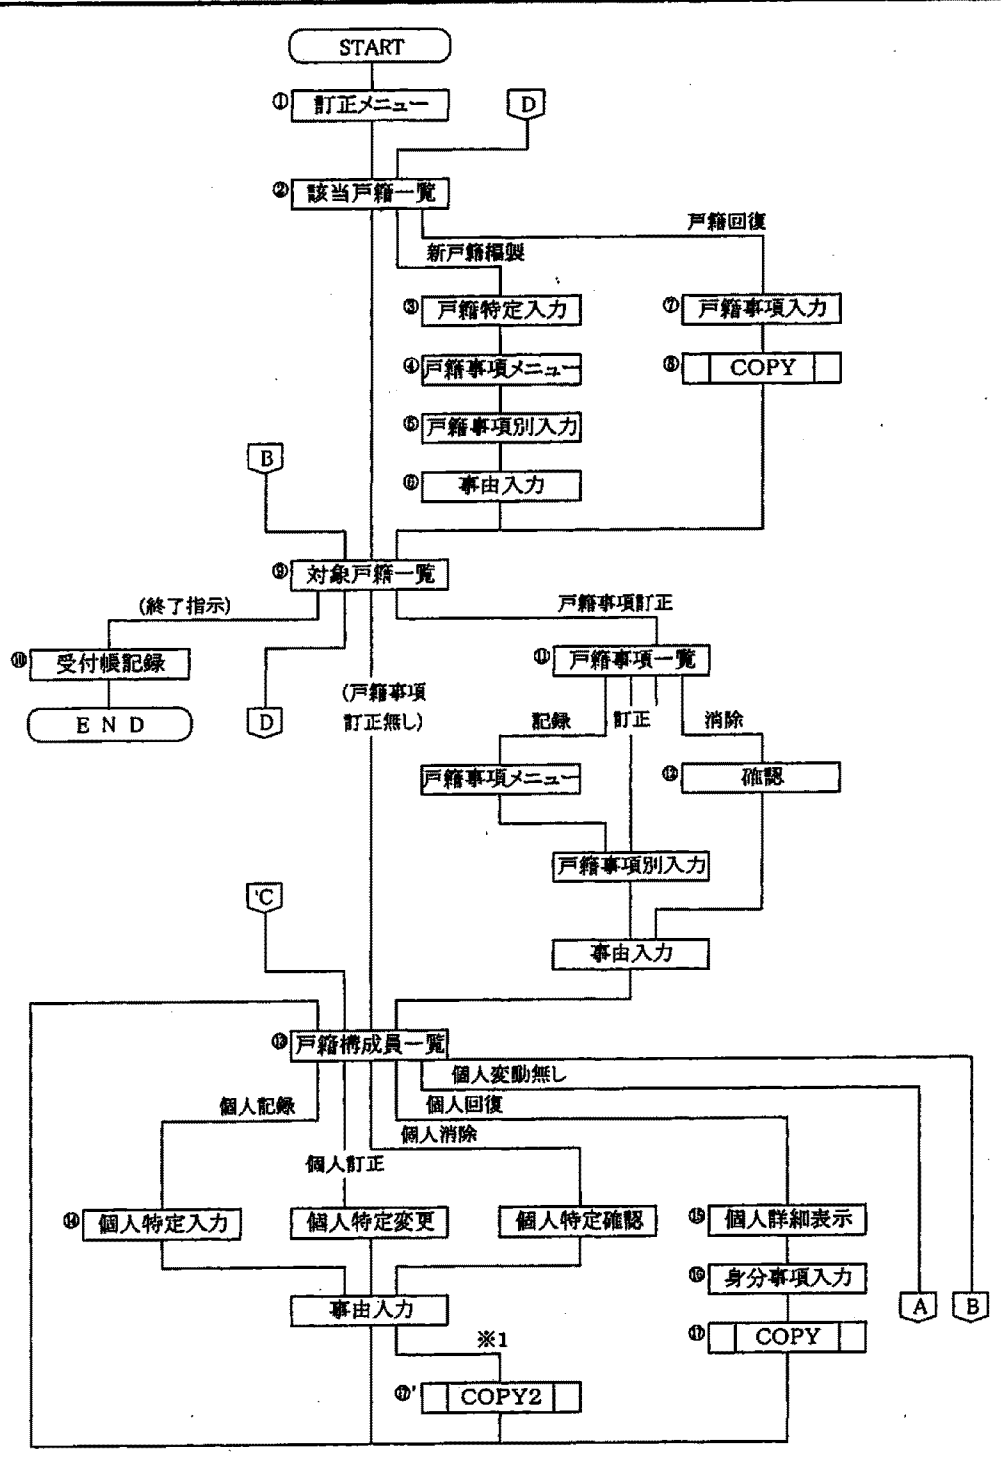 START
① 訂正メニュー
D
② 該当戸籍一覧
戸籍回復
新戸籍編製
③ 戸籍特定入力
⑦ 戸籍事項入力
④ 戸籍事項メニュー
⑧ COPY
⑤ 戸籍事項別入力
B
⑥ 事由入力
⑨ 対象戸籍一覧
(終了指示)
戸籍事項訂正
⑩ 受付帳記録
⑪ 戸籍事項一覧
(戸籍事項
訂正無し)
END
D
記録
訂正
消除
戸籍事項メニュー
⑫ 確認
戸籍事項別入力
C
事由入力
⑬ 戸籍構成員一覧
個人変動無し
個人記録
個人回復
個人消除
個人訂正
⑭ 個人特定入力
個人特定変更
個人特定確認
⑮ 個人詳細表示
⑯ 身分事項入力
事由入力
A
B
※1
⑰ COPY
⑰' COPY2